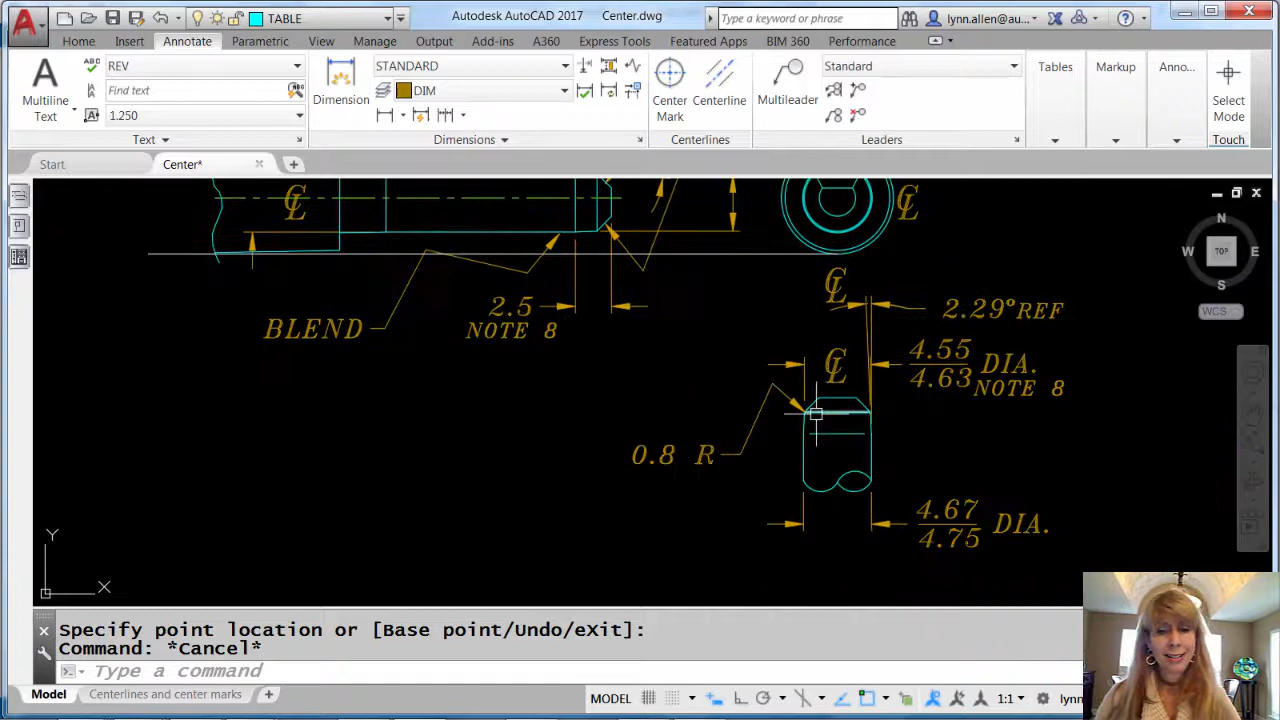 TABLE
Autodesk AutoCAD 2017 Center.dwg
Type a keyword or phrase
lynn.allen@au...
Home Insert Annotate Parametric View Manage Output Add-ins A360 Express Tools Featured Apps BIM 360 Performance
Multiline Text
REV
Find text
1.250
Text
Dimension
STANDARD
DIM
Dimensions
Center Mark
Centerline
Centerlines
Multileader
Standard
Leaders
Tables
Markup
Anno...
Select Mode
Touch
Start
Center*
N
W TOP E
S
WCS
BLEND
2.5
NOTE 8
2.29° REF
4.55
4.63 DIA.
NOTE 8
0.8 R
4.67
4.75 DIA.
Y
X
Specify point location or [Base point/Undo/eXit]:
Command: *Cancel*
Type a command
Model
Centerlines and center marks
MODEL
1:1
lynn